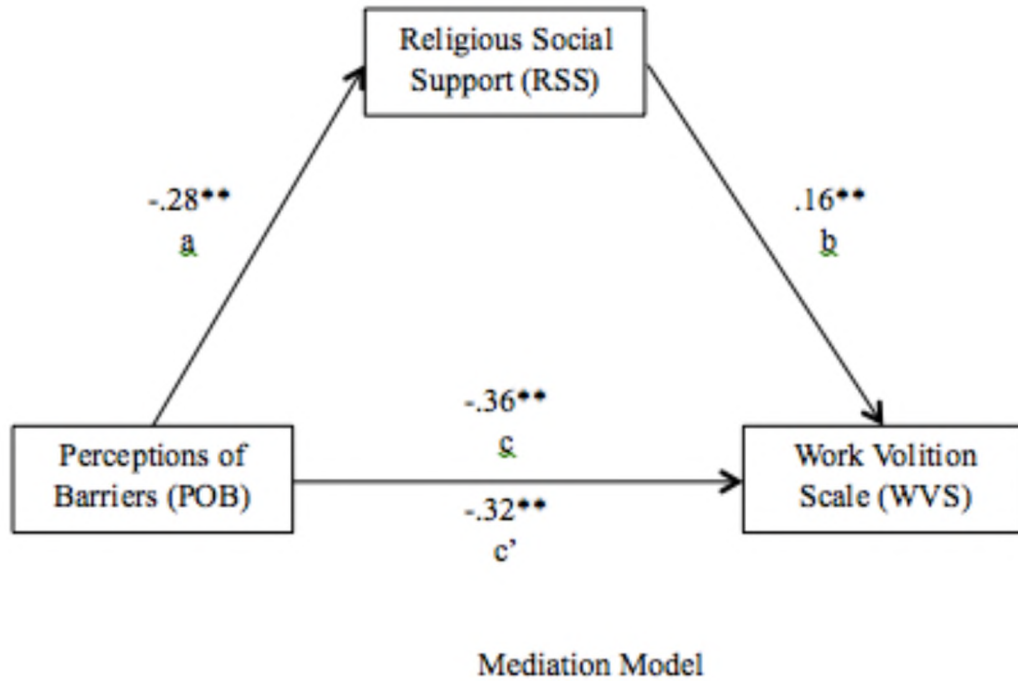 Religious Social
Support (RSS)
-.28**
a
.16**
b
-.36**
c
Perceptions of
Barriers (POB)
Work Volition
Scale (WVS)
-.32**
c’
Mediation Model